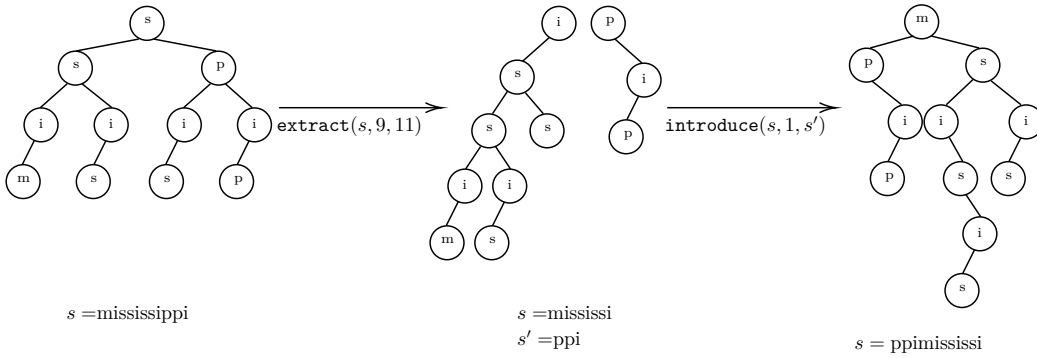 s
i
p
m
s
p
s
i
p
s
i
i
i
i
s
s
i
i
i
extract(s, 9, 11)
p
introduce(s, 1, s′)
m
s
s
p
i
i
p
s
s
m
s
i
s
s =mississippi
s =mississi
s′ =ppi
s = ppimississi